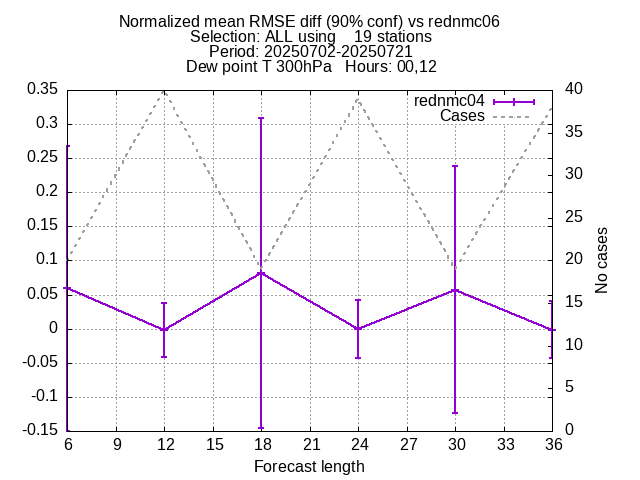 Normalized mean RMSE diff (90% conf) vs rednmc06
Selection: ALL using    19 stations
Period: 20250702-20250721
Dew point T 300hPa   Hours: 00,12
rednmc04
Cases
0.35
0.3
0.25
0.2
0.15
0.1
0.05
0
-0.05
-0.1
-0.15
40
35
30
25
20
15
10
5
0
No cases
6 9 12 15 18 21 24 27 30 33 36
Forecast length